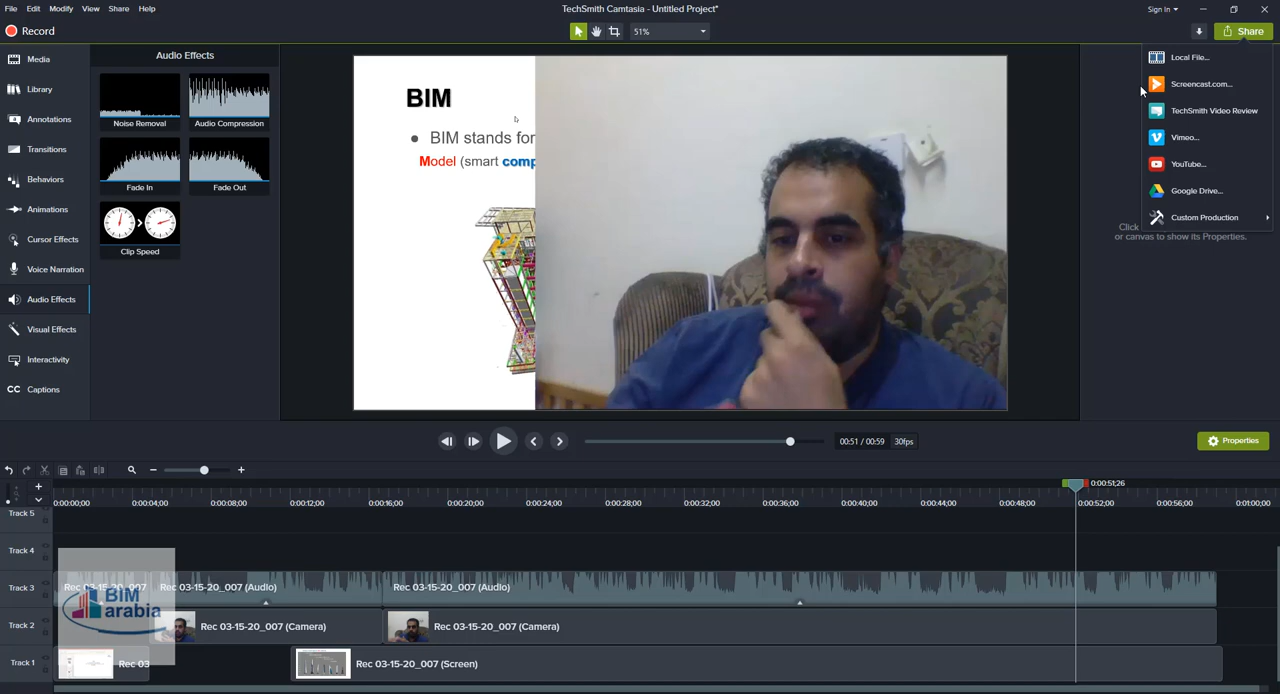 File Edit Modify View Share Help
TechSmith Camtasia - Untitled Project*
Sign In
Record
51%
Share
Media
Library
Annotations
Transitions
Behaviors
Animations
Cursor Effects
Voice Narration
Audio Effects
Visual Effects
Interactivity
CC Captions
Audio Effects
Noise Removal
Audio Compression
Fade In
Fade Out
Clip Speed
BIM
BIM stands for
Model (smart comp
Local File...
Screencast.com...
TechSmith Video Review
Vimeo...
YouTube...
Google Drive...
Custom Production
Click
or canvas to show its Properties.
00:51 / 00:59 30fps
Properties
0:00:51;26
0:00:00;00 0:00:04;00 0:00:08;00 0:00:12;00 0:00:16;00 0:00:20;00 0:00:24;00 0:00:28;00 0:00:32;00 0:00:36;00 0:00:40;00 0:00:44;00 0:00:48;00 0:00:52;00 0:00:56;00 0:01:00;00
Track 5
Track 4
Track 3
Rec 03-15-20_007 Rec 03-15-20_007 (Audio) Rec 03-15-20_007 (Audio)
BIM
arabia
Track 2
Rec 03-15-20_007 (Camera) Rec 03-15-20_007 (Camera)
Track 1
Rec 03 Rec 03-15-20_007 (Screen)